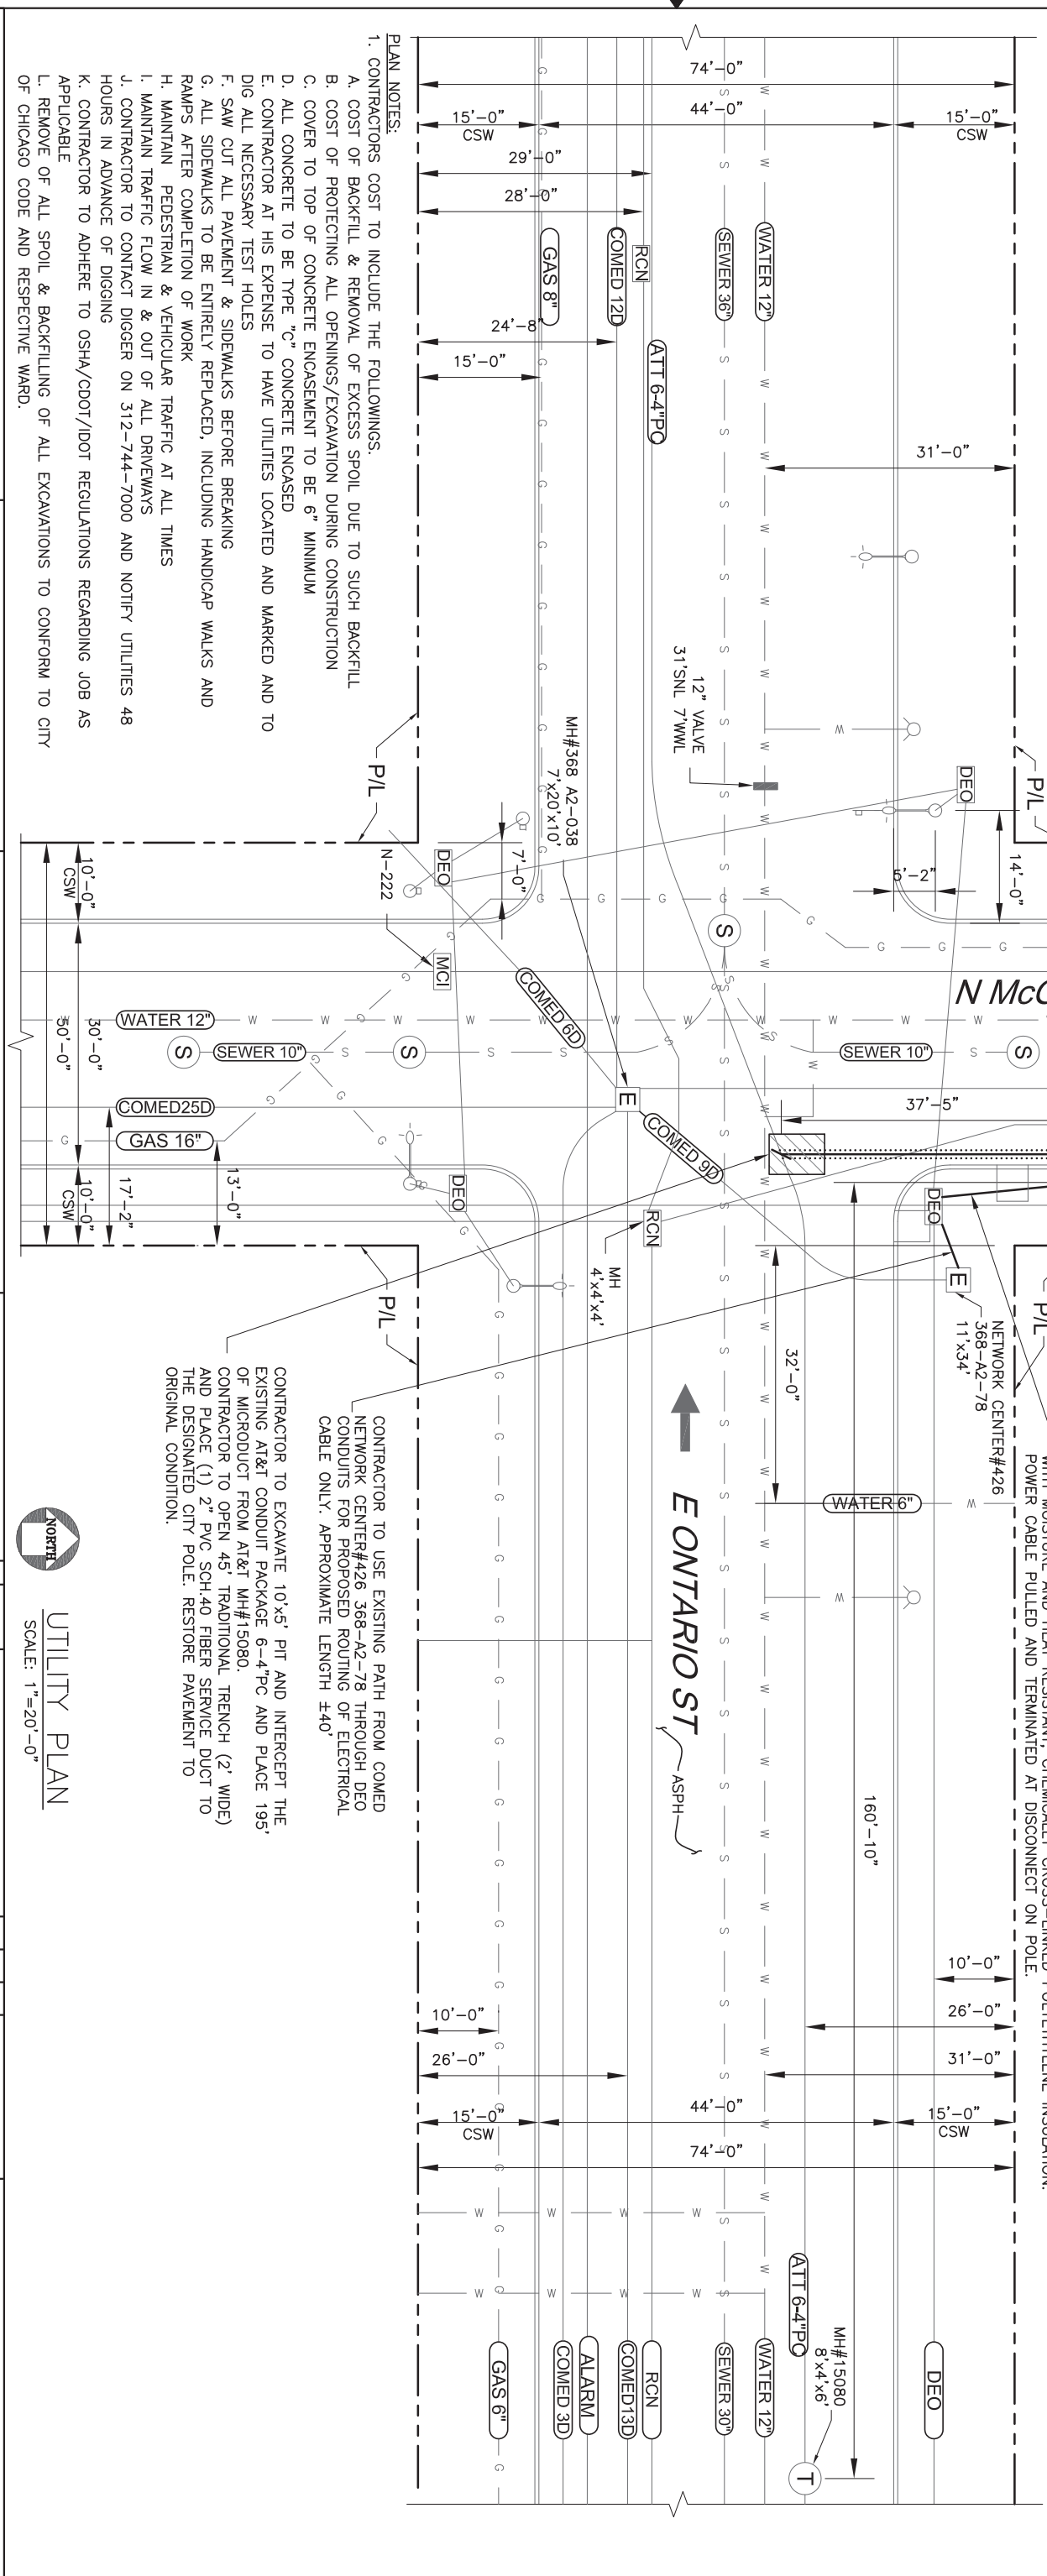 PLAN NOTES:
1. CONTRACTORS COST TO INCLUDE THE FOLLOWINGS.
A. COST OF BACKFILL & REMOVAL OF EXCESS SPOIL DUE TO SUCH BACKFILL
B. COST OF PROTECTING ALL OPENINGS/EXCAVATION DURING CONSTRUCTION
C. COVER TO TOP OF CONCRETE ENCASEMENT TO BE 6" MINIMUM
D. ALL CONCRETE TO BE TYPE "C" CONCRETE ENCASED
E. CONTRACTOR AT HIS EXPENSE TO HAVE UTILITIES LOCATED AND MARKED AND TO
DIG ALL NECESSARY TEST HOLES
F. SAW CUT ALL PAVEMENT & SIDEWALKS BEFORE BREAKING
G. ALL SIDEWALKS TO BE ENTIRELY REPLACED, INCLUDING HANDICAP WALKS AND
RAMPS AFTER COMPLETION OF WORK
H. MAINTAIN PEDESTRIAN & VEHICULAR TRAFFIC AT ALL TIMES
I. MAINTAIN TRAFFIC FLOW IN & OUT OF ALL DRIVEWAYS
J. CONTRACTOR TO CONTACT DIGGER ON 312-744-7000 AND NOTIFY UTILITIES 48
HOURS IN ADVANCE OF DIGGING
K. CONTRACTOR TO ADHERE TO OSHA/CDOT/IDOT REGULATIONS REGARDING JOB AS
APPLICABLE
L. REMOVE OF ALL SPOIL & BACKFILLING OF ALL EXCAVATIONS TO CONFORM TO CITY
OF CHICAGO CODE AND RESPECTIVE WARD.
74'-0"
44'-0"
15'-0"
CSW
15'-0"
CSW
29'-0"
28'-0"
24'-8"
15'-0"
31'-0"
GAS 8"
COMED 12D
RCN
ATT 6-4"PC
SEWER 36"
WATER 12"
12" VALVE
31'SNL 7'WWL
MH#368 A2-038
7'x20'x10'
P/L
P/L
DEO
14'-0"
5'-2"
7'-0"
DEO
N-222
MCI
10'-0"
CSW
30'-0"
50'-0"
10'-0"
CSW
17'-2"
13'-0"
N McC
WATER 12"
SEWER 10"
SEWER 10"
S
S
S
S
COMED25D
GAS 16"
COMED 6D
COMED 9D
E
37'-5"
DEO
DEO
RCN
MH
4'x4'x4'
E
NETWORK CENTER#426
368-A2-78
11'x34'
P/L
P/L
32'-0"
WATER 6"
160'-10"
E ONTARIO ST
ASPH
POWER CABLE PULLED AND TERMINATED AT DISCONNECT ON POLE.
CONTRACTOR TO USE EXISTING PATH FROM COMED
NETWORK CENTER#426 368-A2-78 THROUGH DEO
CONDUITS FOR PROPOSED ROUTING OF ELECTRICAL
CABLE ONLY. APPROXIMATE LENGTH ±40'
CONTRACTOR TO EXCAVATE 10'x5' PIT AND INTERCEPT THE
EXISTING AT&T CONDUIT PACKAGE 6-4"PC AND PLACE 195'
OF MICRODUCT FROM AT&T MH#15080.
CONTRACTOR TO OPEN 45' TRADITIONAL TRENCH (2' WIDE)
AND PLACE (1) 2" PVC SCH.40 FIBER SERVICE DUCT TO
THE DESIGNATED CITY POLE. RESTORE PAVEMENT TO
ORIGINAL CONDITION.
10'-0"
26'-0"
31'-0"
10'-0"
26'-0"
15'-0"
CSW
44'-0"
15'-0"
CSW
74'-0"
GAS 6"
COMED 3D
ALARM
COMED13D
RCN
SEWER 30"
WATER 12"
ATT 6-4"PC
MH#15080
8'x4'x6'
T
DEO
NORTH
UTILITY PLAN
SCALE: 1"=20'-0"